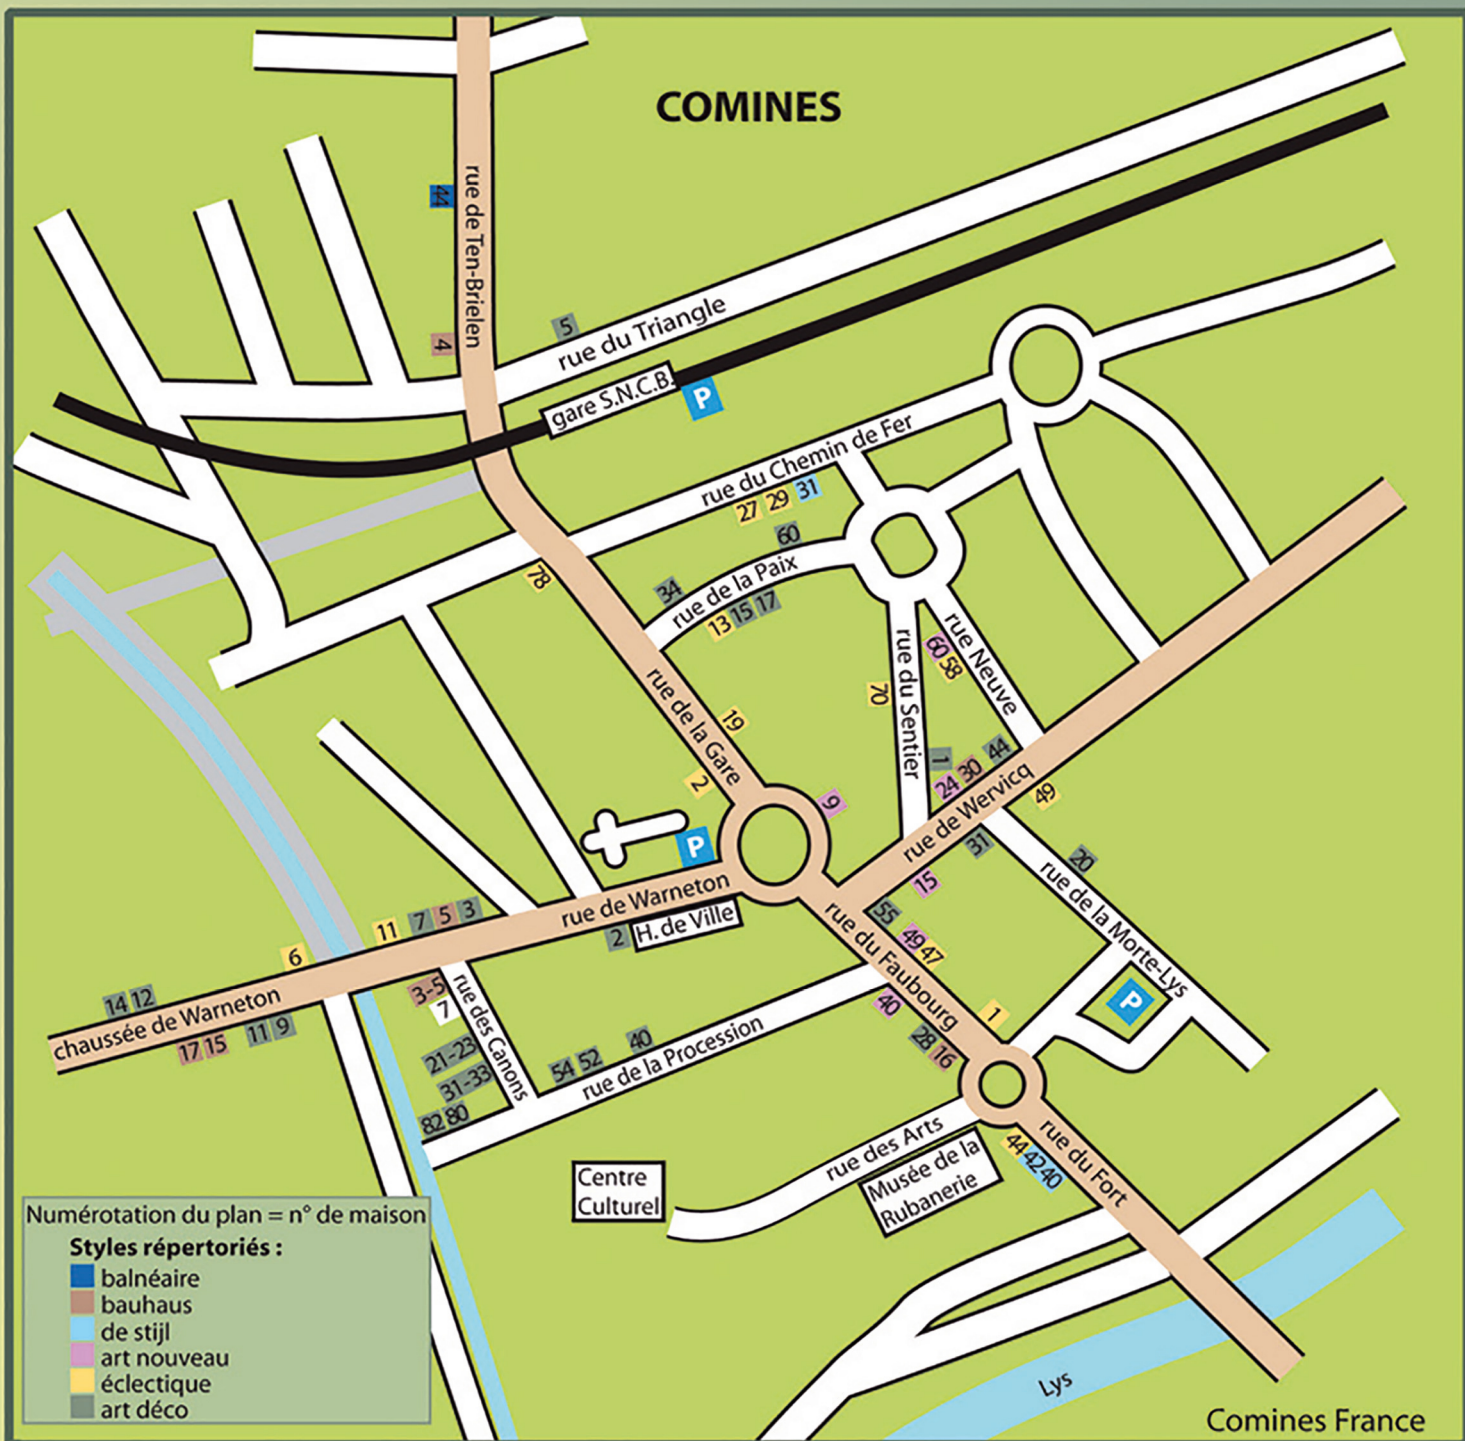 COMINES
rue de Ten-Brielen
44
4
5
rue du Triangle
gare S.N.C.B.
P
rue du Chemin de Fer
27 29 31
60
34
rue de la Paix
13 15 17
78
rue de la Gare
19
2
rue du Sentier
70
rue Neuve
60 58
1
24 30 44
rue de Wervicq
49
31
15
9
20
rue de la Morte-Lys
P
P
rue de Warneton
H. de Ville
2
11 7 5 3
6
14 12
chaussée de Warneton
17 15 11 9
3-5
7
rue des Canons
21-23
31-33
82 80
54 52 40
rue de la Procession
rue du Faubourg
55
49 47
40
1
28 16
rue des Arts
Musée de la
Rubanerie
Centre
Culturel
44 42 40
rue du Fort
Lys
Comines France
Numérotation du plan = n° de maison
Styles répertoriés :
balnéaire
bauhaus
de stijl
art nouveau
éclectique
art déco